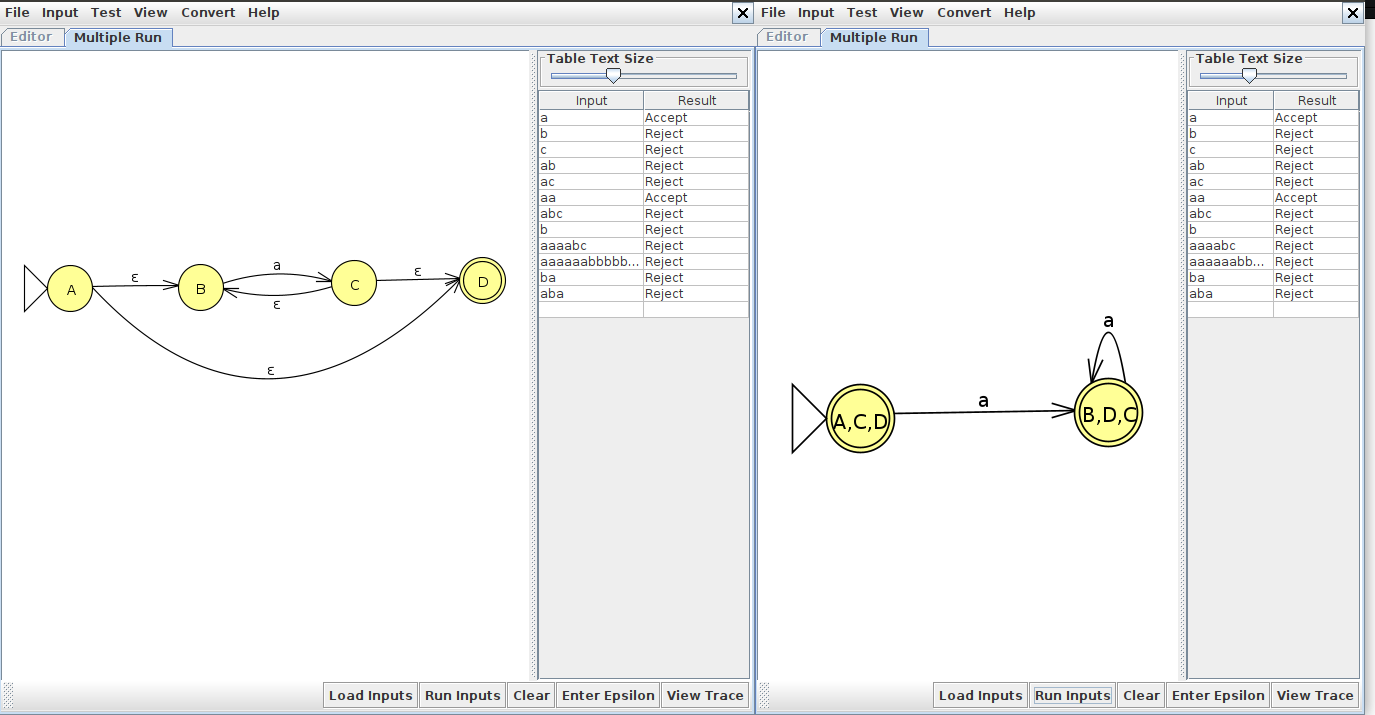 File Input Test View Convert Help
Editor Multiple Run
ε
A
B
a
ε
C
ε
D
ε
Table Text Size
Input Result
a Accept
b Reject
c Reject
ab Reject
ac Reject
aa Accept
abc Reject
b Reject
aaaabc Reject
aaaaaabbbbb... Reject
ba Reject
aba Reject
Load Inputs Run Inputs Clear Enter Epsilon View Trace
File Input Test View Convert Help
Editor Multiple Run
a
A,C,D
a
B,D,C
Table Text Size
Input Result
a Accept
b Reject
c Reject
ab Reject
ac Reject
aa Accept
abc Reject
b Reject
aaaabc Reject
aaaaaabb... Reject
ba Reject
aba Reject
Load Inputs Run Inputs Clear Enter Epsilon View Trace